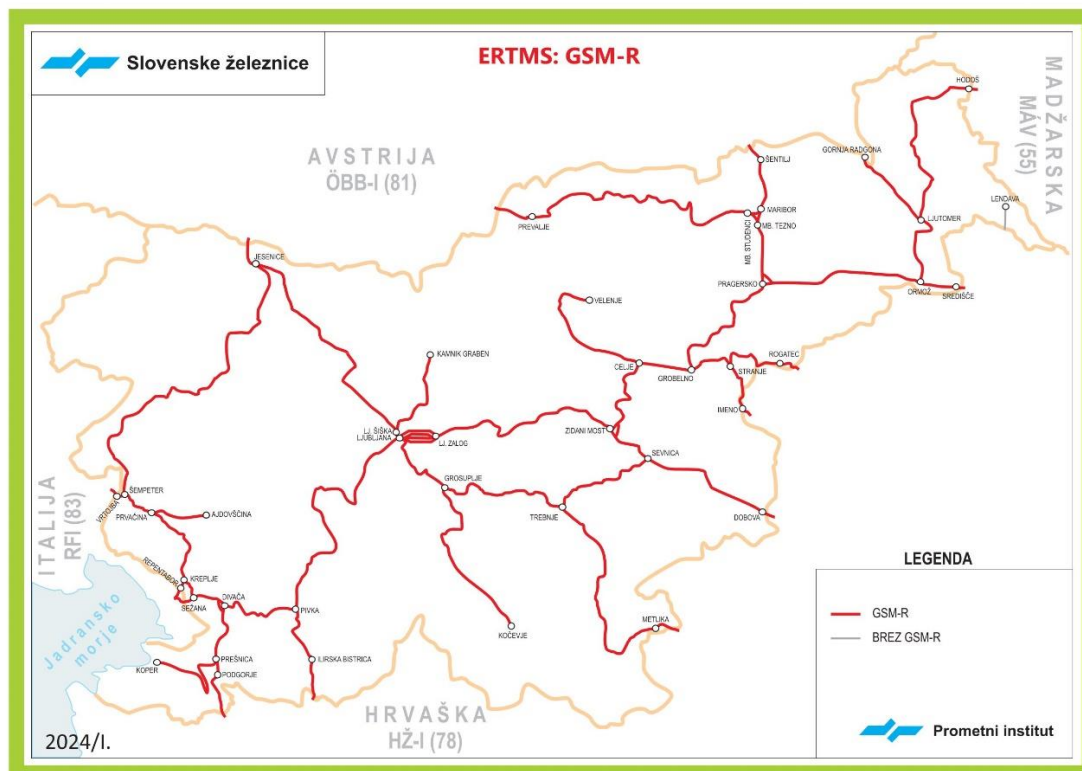 Slovenske železnice
ERTMS: GSM-R
MADŽARSKA
MÁV (55)
HODOŠ
AVSTRIJA
ÖBB-I (81)
ŠENTILJ
GORNJA RADGONA
LENDAVA
PREVALJE
MARIBOR
MB. STUDENCI
MB. TEZNO
LJUTOMER
JESENICE
VELENJE
PRAGERSKO
ORMOŽ
SREDIŠČE
KAMNIK GRABEN
CELJE
GROBELNO
STRANJE
ROGATEC
IMENO
LJ. ŠIŠKA
LJUBLJANA
LJ. ZALOG
ZIDANI MOST
SEVNICA
GROSUPLJE
ITALIJA
RFI (83)
ŠEMPETER
VRTOJBA
PRVAČINA
AJDOVŠČINA
TREBNJE
DOBOVA
REPENTABOR
KREPLJE
SEŽANA
DIVAČA
PIVKA
KOČEVJE
METLIKA
Jadransko
morje
KOPER
PREŠNICA
PODGORJE
ILIRSKA BISTRICA
HRVAŠKA
HŽ-I (78)
LEGENDA
GSM-R
BREZ GSM-R
Prometni institut
2024/I.